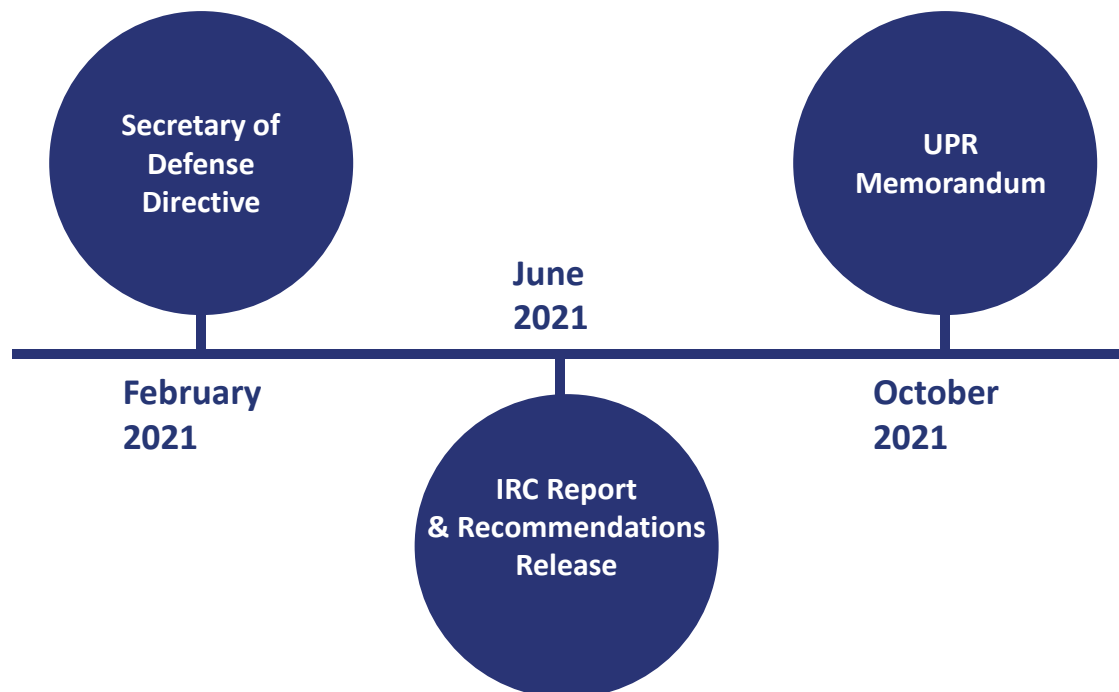 Secretary of
Defense
Directive
February
2021
June
2021
IRC Report
& Recommendations
Release
UPR
Memorandum
October
2021